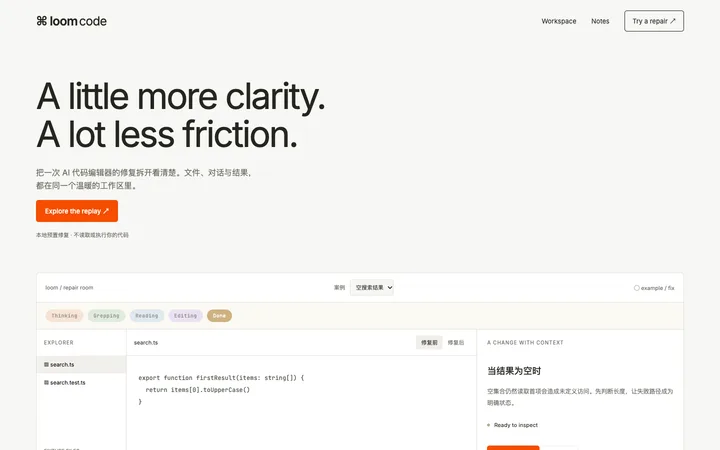 ⌘ loom code
Workspace
Notes
Try a repair ↗
A little more clarity.
A lot less friction.
把一次 AI 代码编辑器的修复拆开看清楚。文件、对话与结果，
都在同一个温暖的工作区里。
Explore the replay ↗
本地预置修复 · 不读取或执行你的代码
loom / repair room
案例
空搜索结果
example / fix
Thinking
Grepping
Reading
Editing
Done
EXPLORER
search.ts
修复前
修复后
A CHANGE WITH CONTEXT
search.ts
search.test.ts
export function firstResult(items: string[]) {
return items[0].toUpperCase()
}
当结果为空时
空集合仍然读取首项会造成未定义访问。先判断长度，让失败路径成为
明确状态。
Ready to inspect